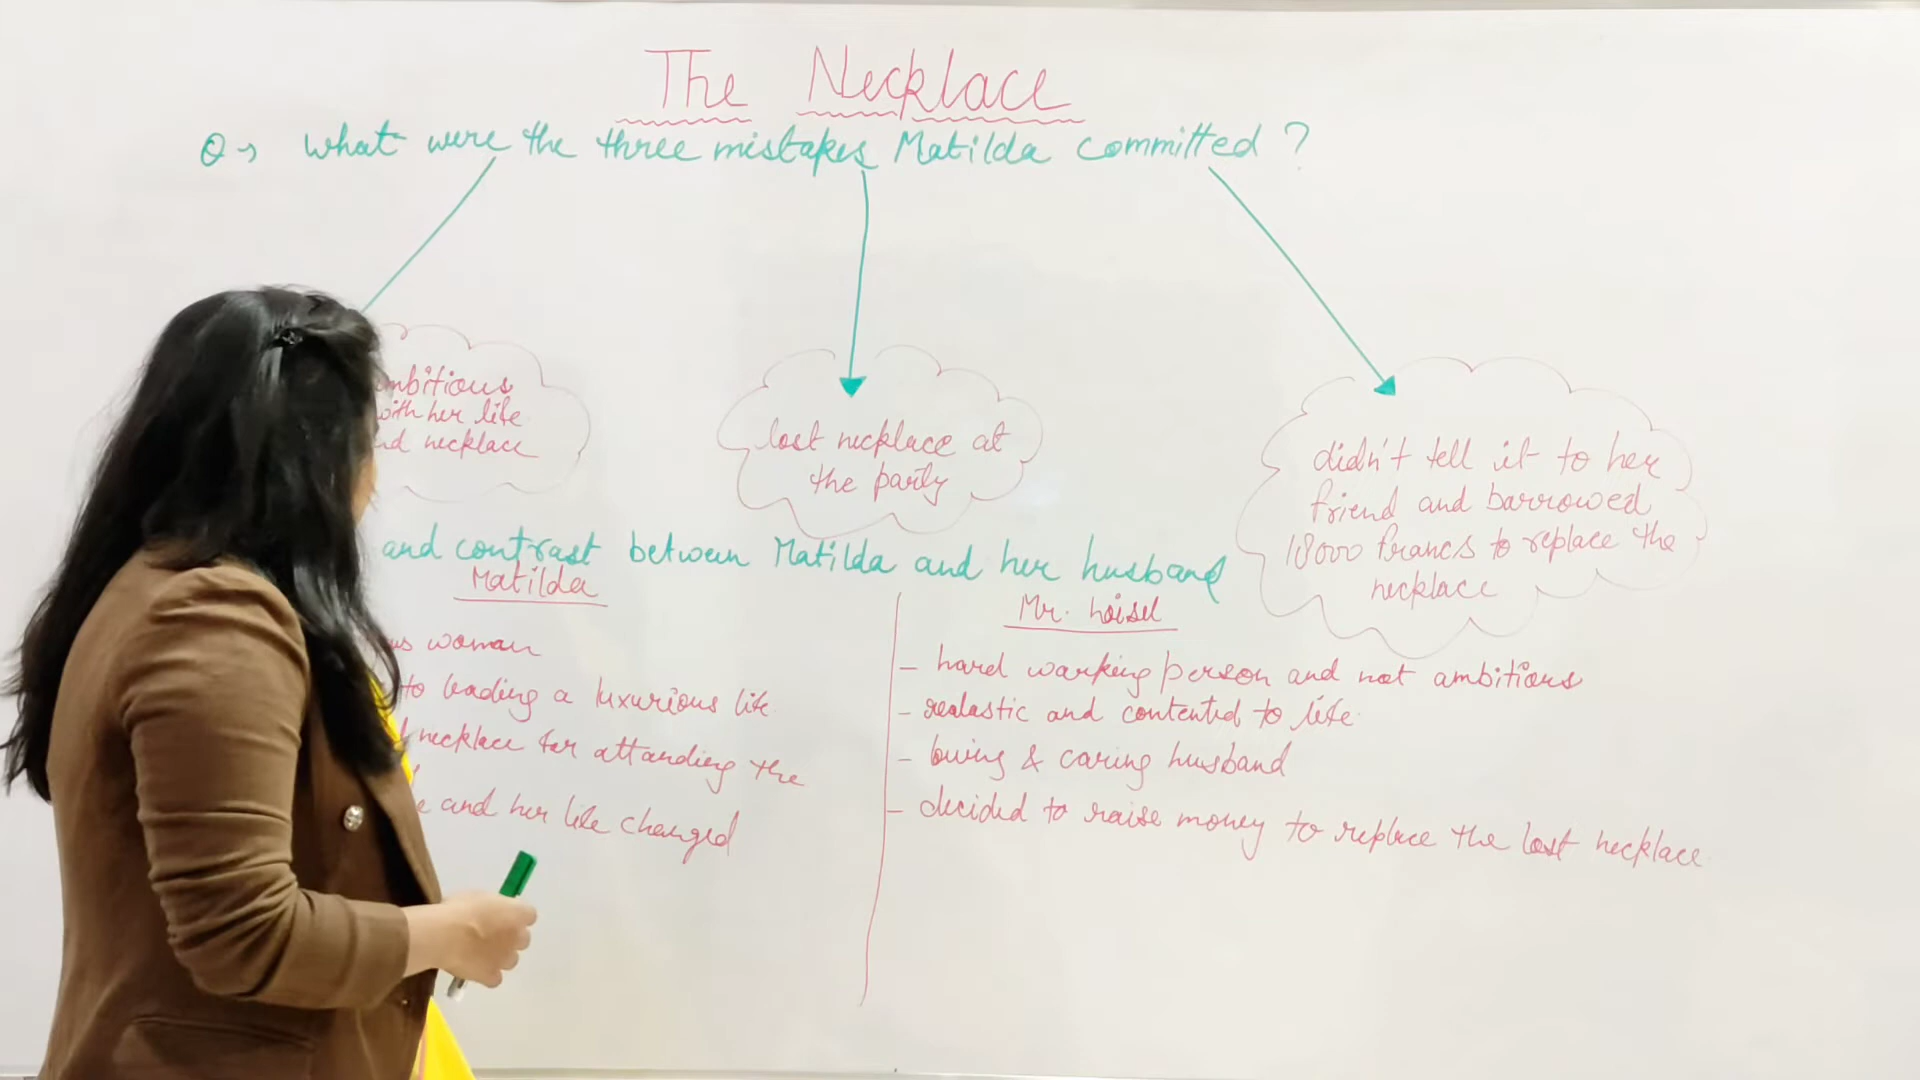 The Necklace
Q→ What were the three mistakes Matilda committed ?
mbitious
with her life
nd necklace
lost necklace at
the party
didn't tell it to her
friend and barrowed
18000 francs to replace the
necklace
and contrast between Matilda and her husband
Matilda
us woman
to leading a luxurious life
necklace for attanding the
e and her life changed
Mr. loisel
- hard warking person and not ambitious
- realastic and contented to life
- loving & caring husband
- decided to raise money to replace the lost necklace